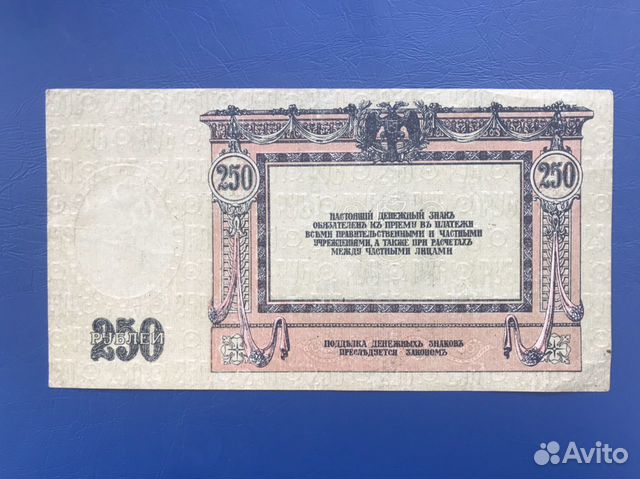 250
250
НАСТОЯЩІЙ ДЕНЕЖНЫЙ ЗНАКЪ
ОБЯЗАТЕЛЕНЪ КЪ ПРІЕМУ ВЪ ПЛАТЕЖИ
ВСѢМИ ПРАВИТЕЛЬСТВЕННЫМИ И ЧАСТНЫМИ
УЧРЕЖДЕНІЯМИ, А ТАКЖЕ ПРИ РАСЧЕТАХЪ
МЕЖДУ ЧАСТНЫМИ ЛИЦАМИ
250
РУБЛЕЙ
ПОДДѢЛКА ДЕНЕЖНЫХЪ ЗНАКОВЪ
ПРЕСЛѢДУЕТСЯ ЗАКОНОМЪ
Avito